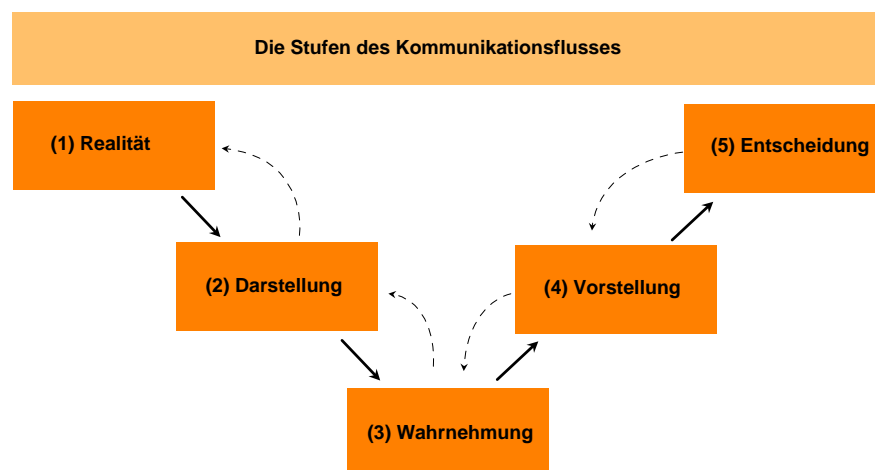 Die Stufen des Kommunikationsflusses
(1) Realität
(5) Entscheidung
(2) Darstellung
(4) Vorstellung
(3) Wahrnehmung